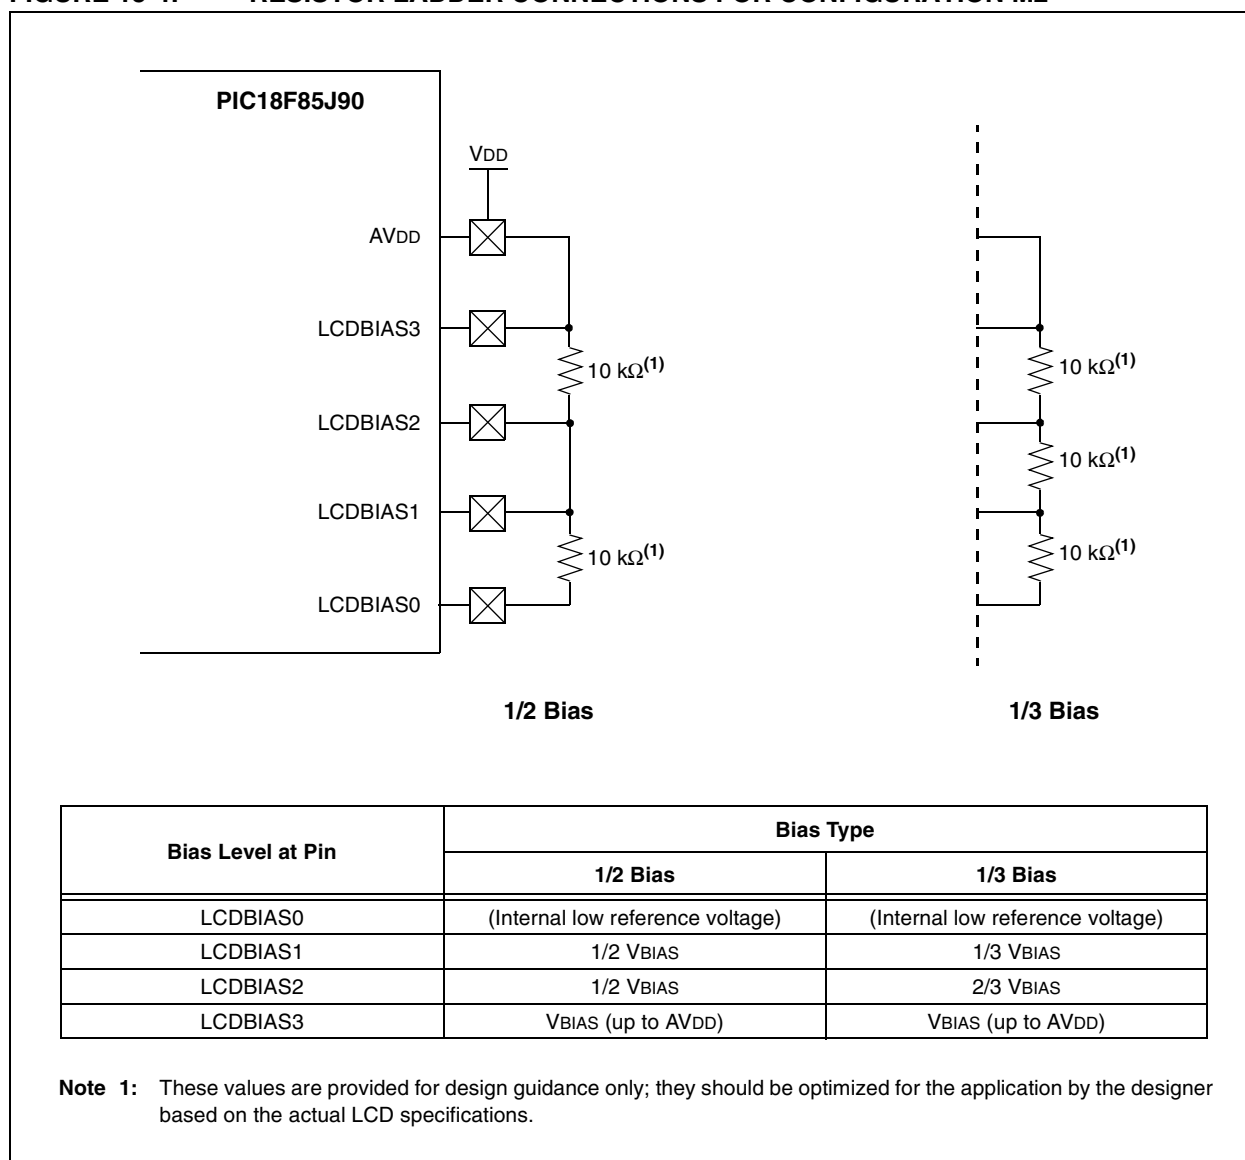 PIC18F85J90
VDD
AVDD
LCDBIAS3
10 kΩ(1)
10 kΩ(1)
LCDBIAS2
10 kΩ(1)
LCDBIAS1
10 kΩ(1)
10 kΩ(1)
LCDBIAS0
1/2 Bias
1/3 Bias
Bias Level at Pin
Bias Type
1/2 Bias
1/3 Bias
LCDBIAS0 (Internal low reference voltage) (Internal low reference voltage)
LCDBIAS1 1/2 VBIAS 1/3 VBIAS
LCDBIAS2 1/2 VBIAS 2/3 VBIAS
LCDBIAS3 VBIAS (up to AVDD) VBIAS (up to AVDD)
Note 1: These values are provided for design guidance only; they should be optimized for the application by the designer
based on the actual LCD specifications.